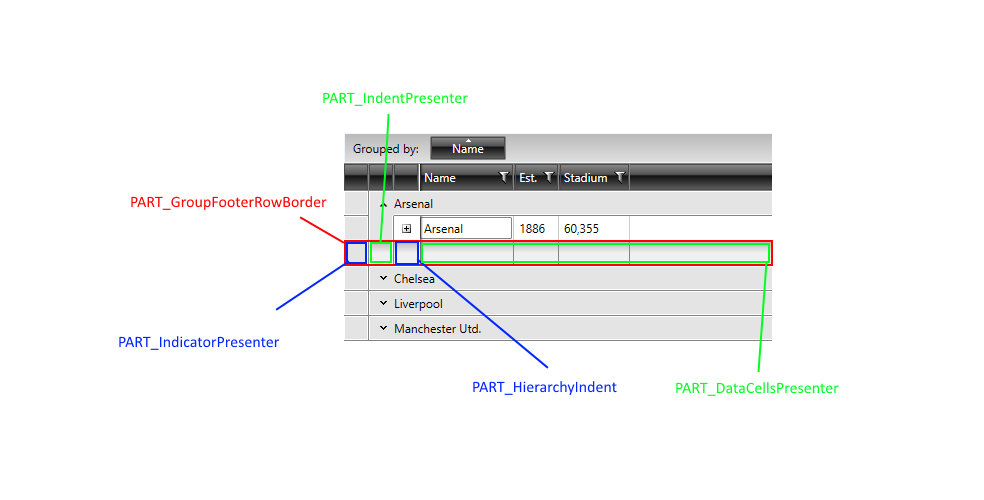 PART_IndentPresenter
Grouped by: Name
Name Est. Stadium
PART_GroupFooterRowBorder
Arsenal
Arsenal 1886 60,355
Chelsea
Liverpool
Manchester Utd.
PART_IndicatorPresenter
PART_HierarchyIndent
PART_DataCellsPresenter